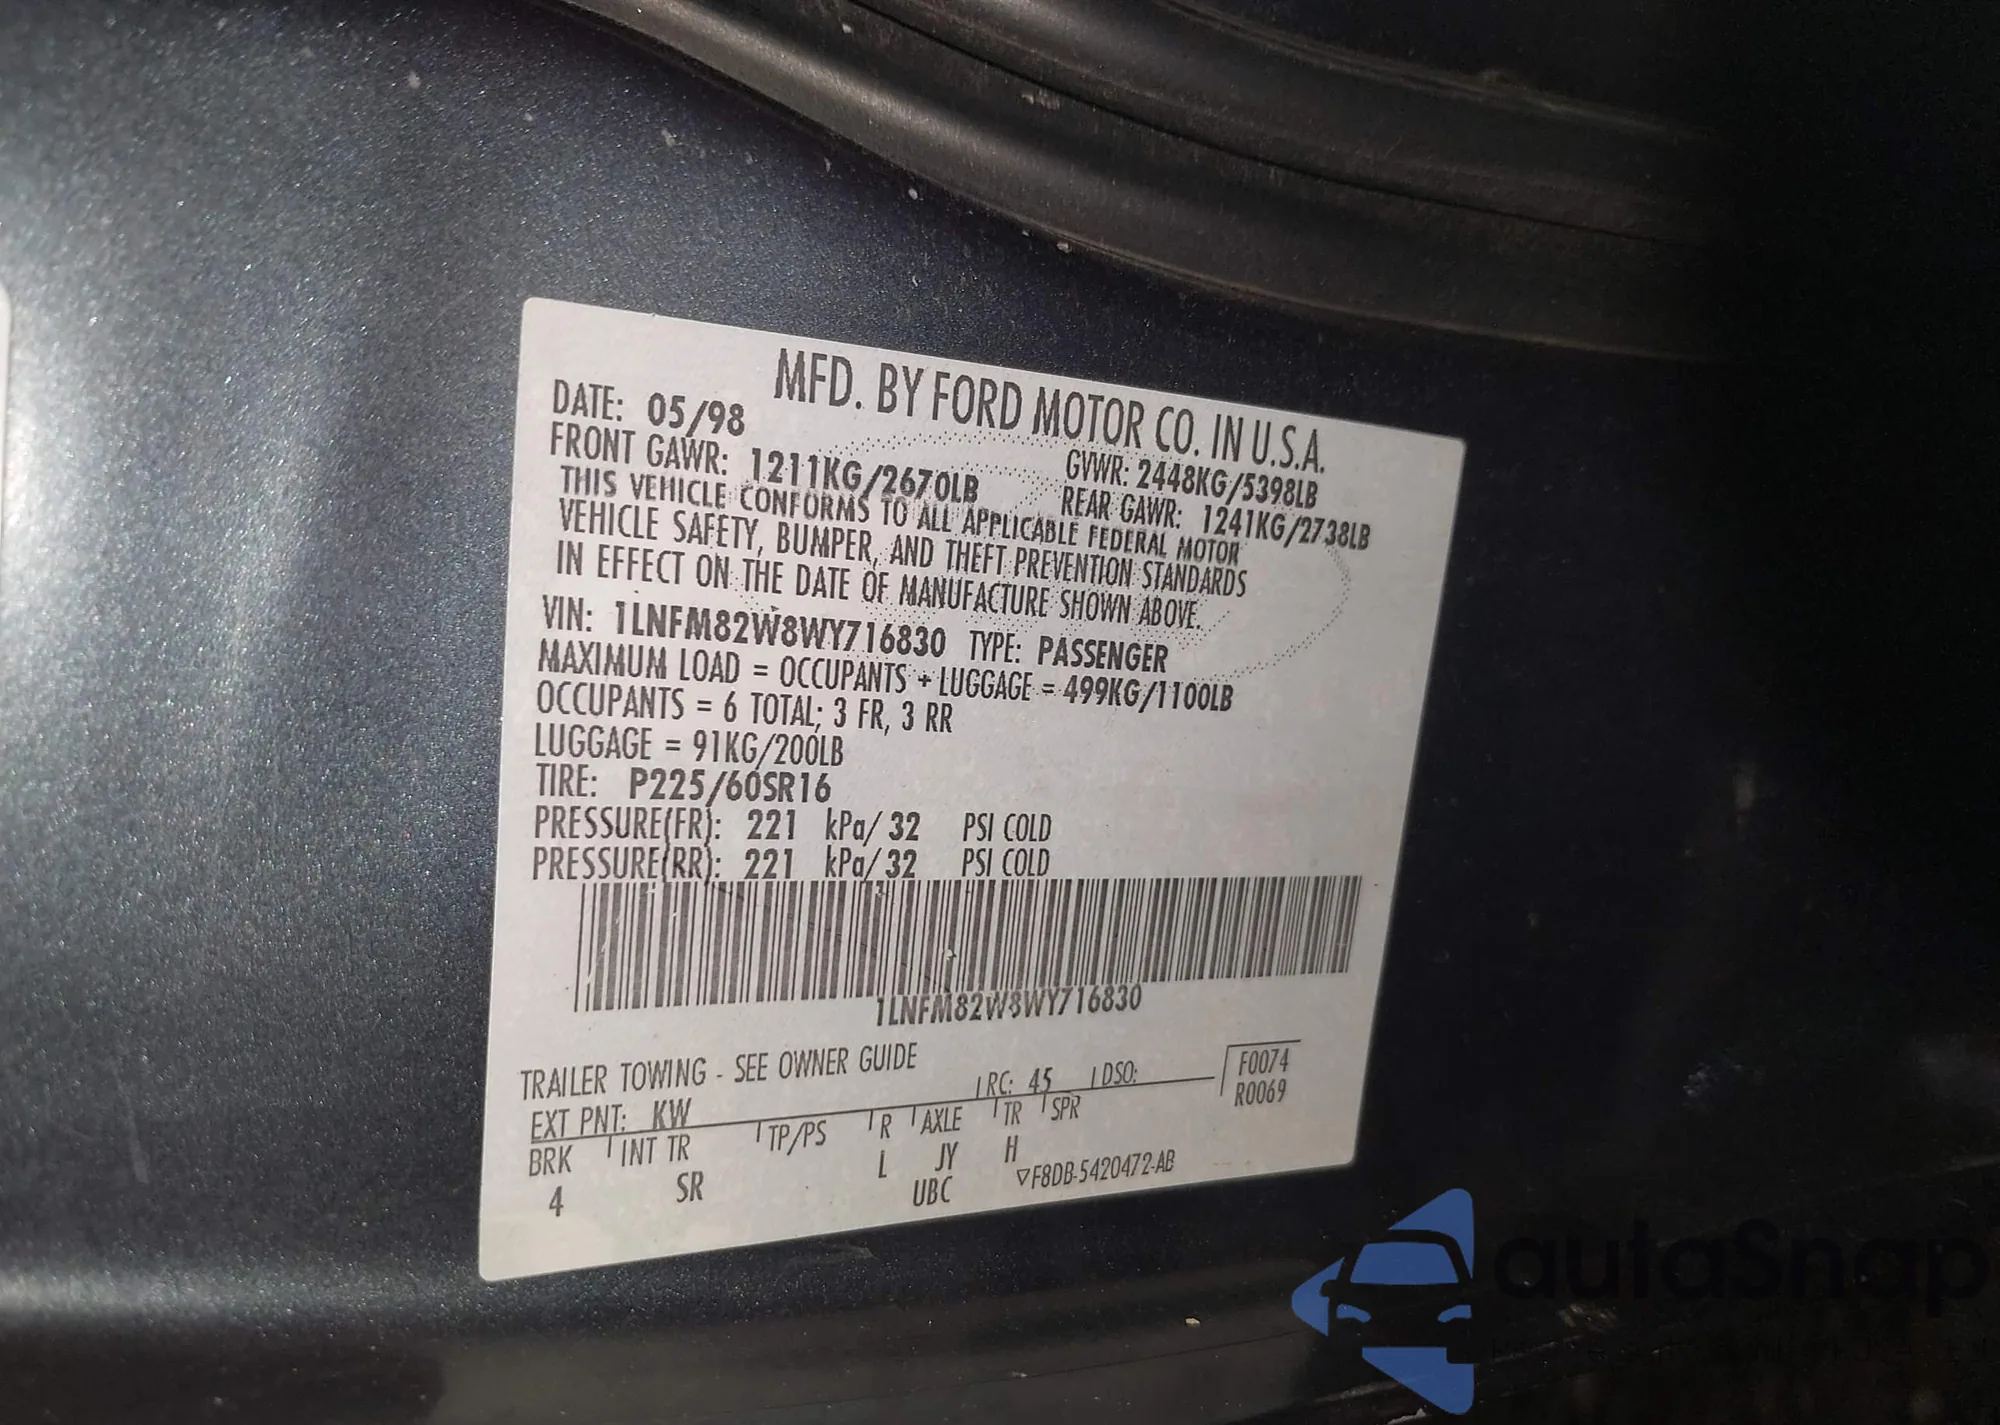 MFD. BY FORD MOTOR CO. IN U.S.A.
DATE: 05/98 GVWR: 2448KG/5398LB
FRONT GAWR: 1211KG/2670LB REAR GAWR: 1241KG/2738LB
THIS VEHICLE CONFORMS TO ALL APPLICABLE FEDERAL MOTOR
VEHICLE SAFETY, BUMPER, AND THEFT PREVENTION STANDARDS
IN EFFECT ON THE DATE OF MANUFACTURE SHOWN ABOVE.
VIN: 1LNFM82W8WY716830 TYPE: PASSENGER
MAXIMUM LOAD = OCCUPANTS + LUGGAGE = 499KG/1100LB
OCCUPANTS = 6 TOTAL; 3 FR, 3 RR
LUGGAGE = 91KG/200LB
TIRE: P225/60SR16
PRESSURE(FR): 221 kPa/ 32 PSI COLD
PRESSURE(RR): 221 kPa/ 32 PSI COLD
1LNFM82W8WY716830
TRAILER TOWING - SEE OWNER GUIDE
EXT PNT: KW RC: 45 DSO: F0074
R0069
BRK INT TR TP/PS R AXLE TR SPR
4 SR L JY H
UBC ▽F8DB-5420472-AB
autaSnap